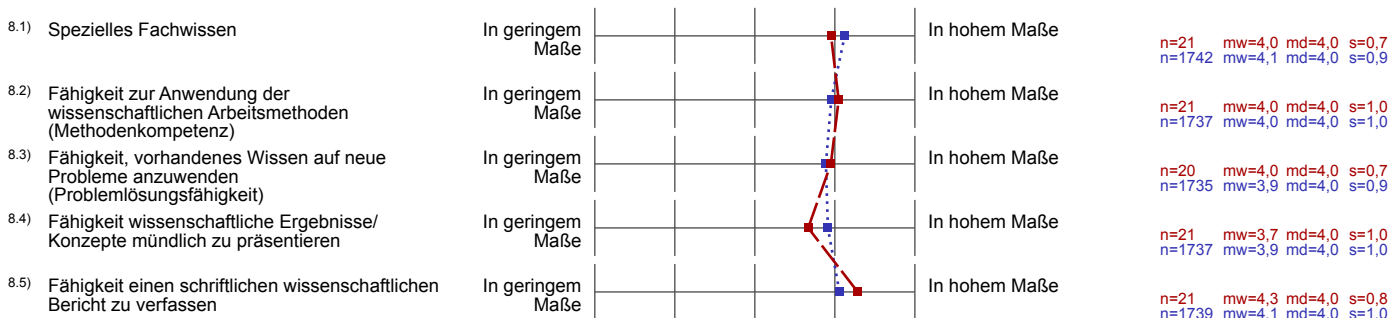 8.1) Spezielles Fachwissen
In geringem
Maße
In hohem Maße
n=21 mw=4,0 md=4,0 s=0,7
n=1742 mw=4,1 md=4,0 s=0,9
8.2) Fähigkeit zur Anwendung der
wissenschaftlichen Arbeitsmethoden
(Methodenkompetenz)
In geringem
Maße
In hohem Maße
n=21 mw=4,0 md=4,0 s=1,0
n=1737 mw=4,0 md=4,0 s=1,0
8.3) Fähigkeit, vorhandenes Wissen auf neue
Probleme anzuwenden
(Problemlösungsfähigkeit)
In geringem
Maße
In hohem Maße
n=20 mw=4,0 md=4,0 s=0,7
n=1735 mw=3,9 md=4,0 s=0,9
8.4) Fähigkeit wissenschaftliche Ergebnisse/
Konzepte mündlich zu präsentieren
In geringem
Maße
In hohem Maße
n=21 mw=3,7 md=4,0 s=1,0
n=1737 mw=3,9 md=4,0 s=1,0
8.5) Fähigkeit einen schriftlichen wissenschaftlichen
Bericht zu verfassen
In geringem
Maße
In hohem Maße
n=21 mw=4,3 md=4,0 s=0,8
n=1739 mw=4,1 md=4,0 s=1,0